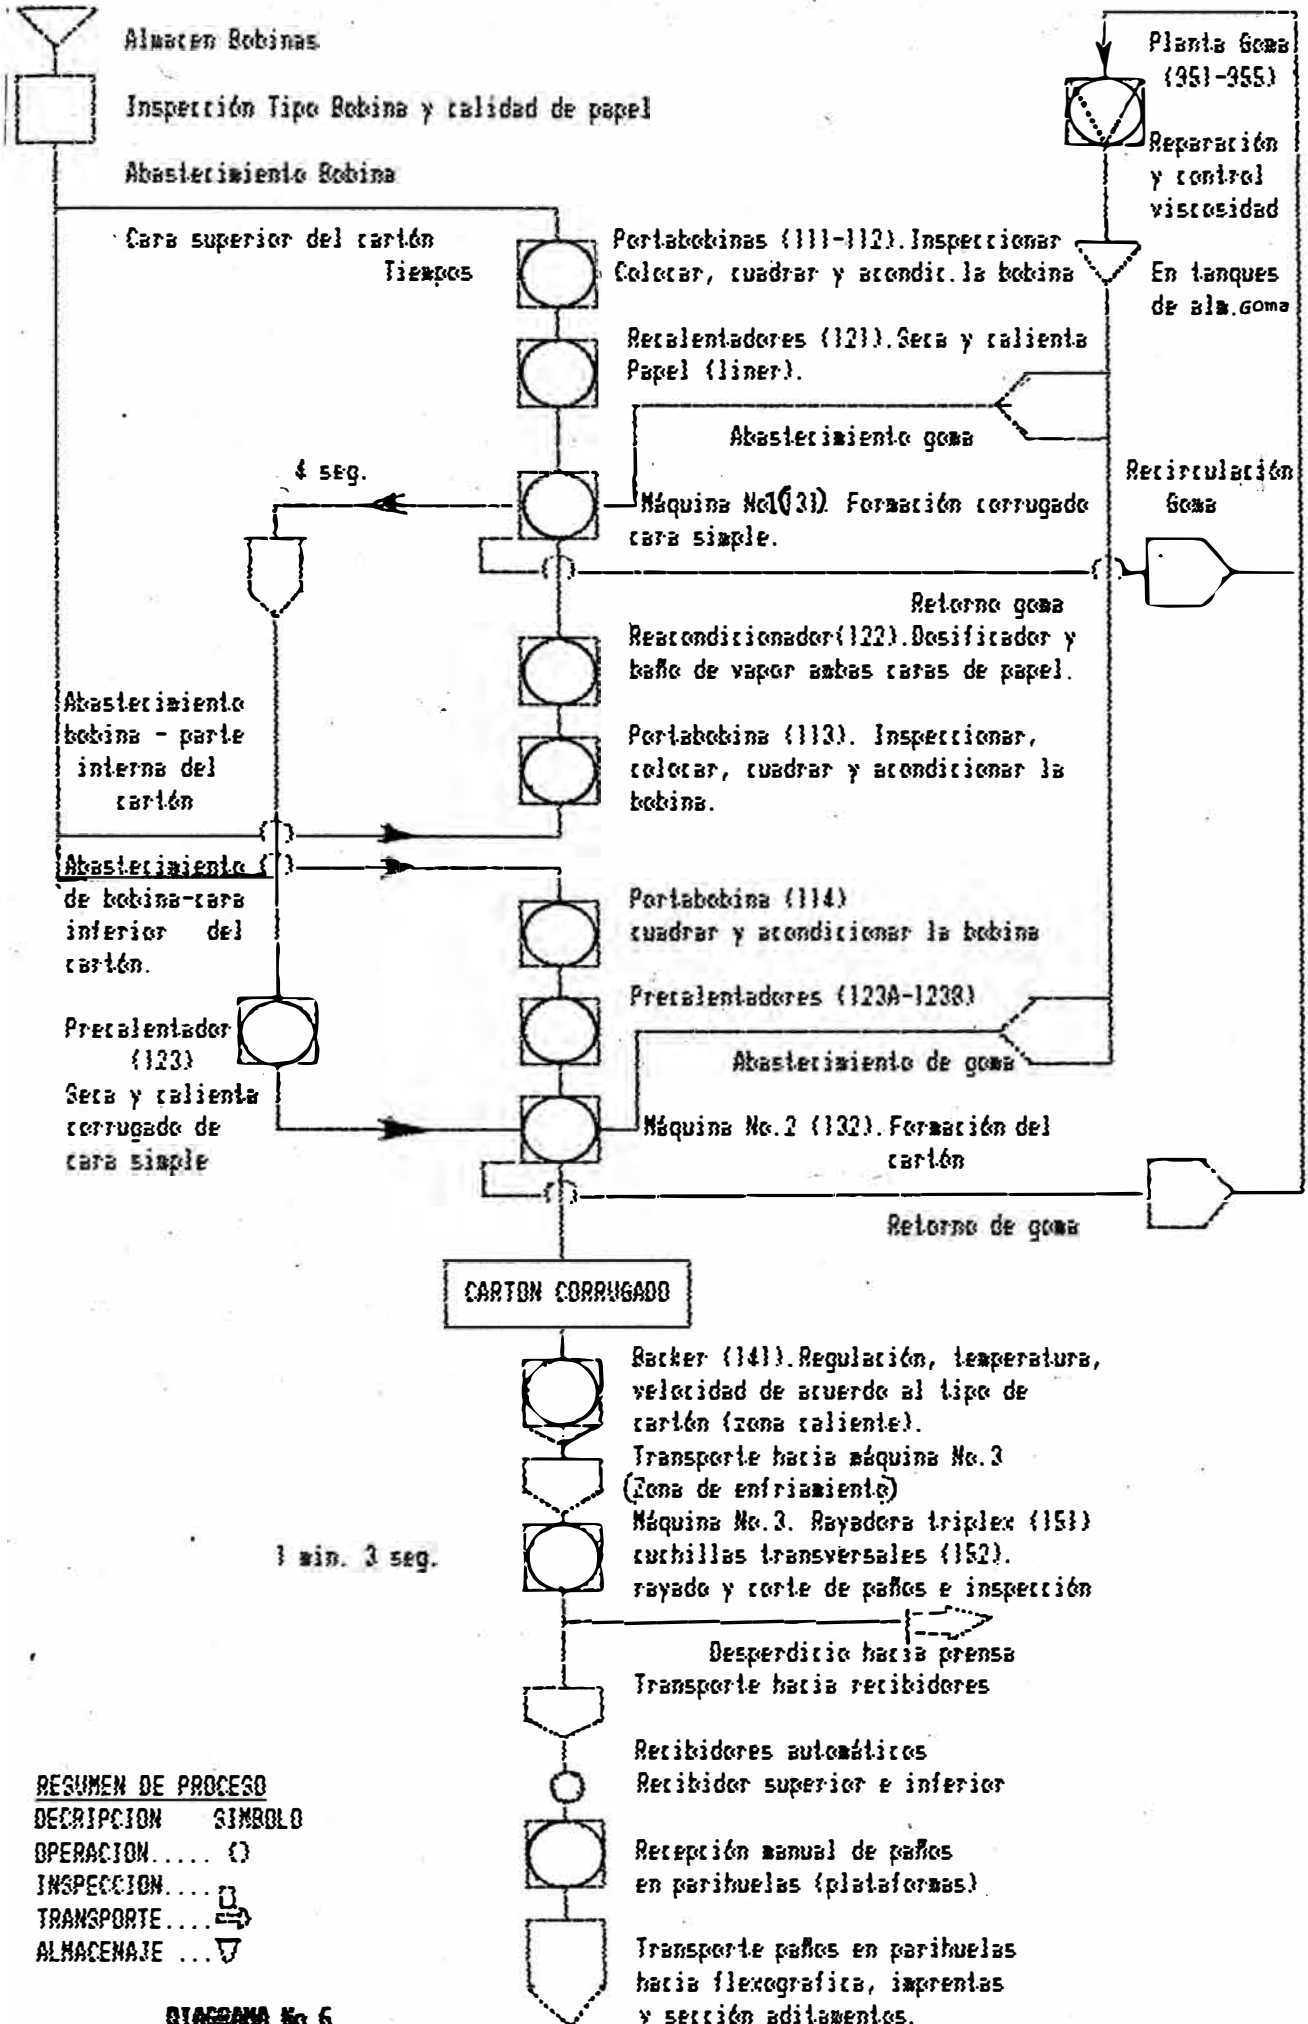 Almacen Bobinas
Inspección Tipo Bobina y calidad de papel
Abastecimiento Bobina
Planta Goma
(951-955)
Reparación
y control
viscosidad
En tanques
de alm.Goma
Cara superior del cartón
Tiempos
Portabobinas (111-112).Inspeccionar
Colocar, cuadrar y acondic.la bobina
Recalentadores (121).Seca y calienta
Papel (liner).
Abastecimiento goma
4 seg.
Máquina No1(131). Formación corrugado
cara simple.
Recirculación
Goma
Retorno goma
Reacondicionador(122).Dosificador y
baño de vapor ambas caras de papel.
Abastecimiento
bobina - parte
interna del
cartón
Portabobina (113). Inspeccionar,
colocar, cuadrar y acondicionar la
bobina.
Abastecimiento
de bobina-cara
inferior del
cartón.
Portabobina (114)
cuadrar y acondicionar la bobina
Precalentador
(123)
Seca y calienta
corrugado de
cara simple
Precalentadores (123A-123B)
Abastecimiento de goma
Máquina No.2 (132).Formación del
cartón
Retorno de goma
CARTON CORRUGADO
Backer (141).Regulación, temperatura,
velocidad de acuerdo al tipo de
cartón (zona caliente).
Transporte hacia máquina No.3
(Zona de enfriamiento)
1 min. 3 seg.
Máquina No.3. Rayadora triplex (151)
cuchillas transversales (152).
rayado y corte de paños e inspección
Desperdicio hacia prensa
Transporte hacia recibidores
Recibidores automáticos
Recibidor superior e inferior
Recepción manual de paños
en parihuelas (plataformas)
Transporte paños en parihuelas
hacia flexografica, imprentas
y sección aditamentos.
RESUMEN DE PROCESO
DECRIPCION SIMBOLO
OPERACION.....
INSPECCION....
TRANSPORTE....
ALMACENAJE ...
DIAGRAMA No 6